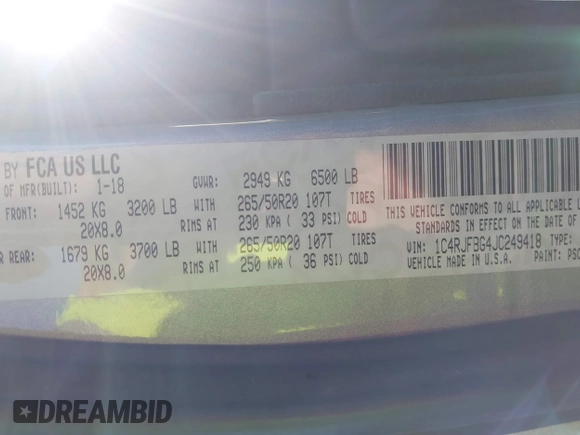 BY FCA US LLC
OF MFR(BUILT): 1-18
GVWR: 2949 KG 6500 LB
FRONT: 1452 KG 3200 LB WITH 265/50R20 107T TIRES
20X8.0 RIMS AT 230 KPA ( 33 PSI) COLD
REAR: 1679 KG 3700 LB WITH 265/50R20 107T TIRES
20X8.0 RIMS AT 250 KPA ( 36 PSI) COLD
THIS VEHICLE CONFORMS TO ALL APPLICABL
STANDARDS IN EFFECT ON THE DATE OF
VIN: 1C4RJFBG4JC249418 TYPE:
VEHICLE MADE IN U.S.A. PAINT: PSC
DREAMBID